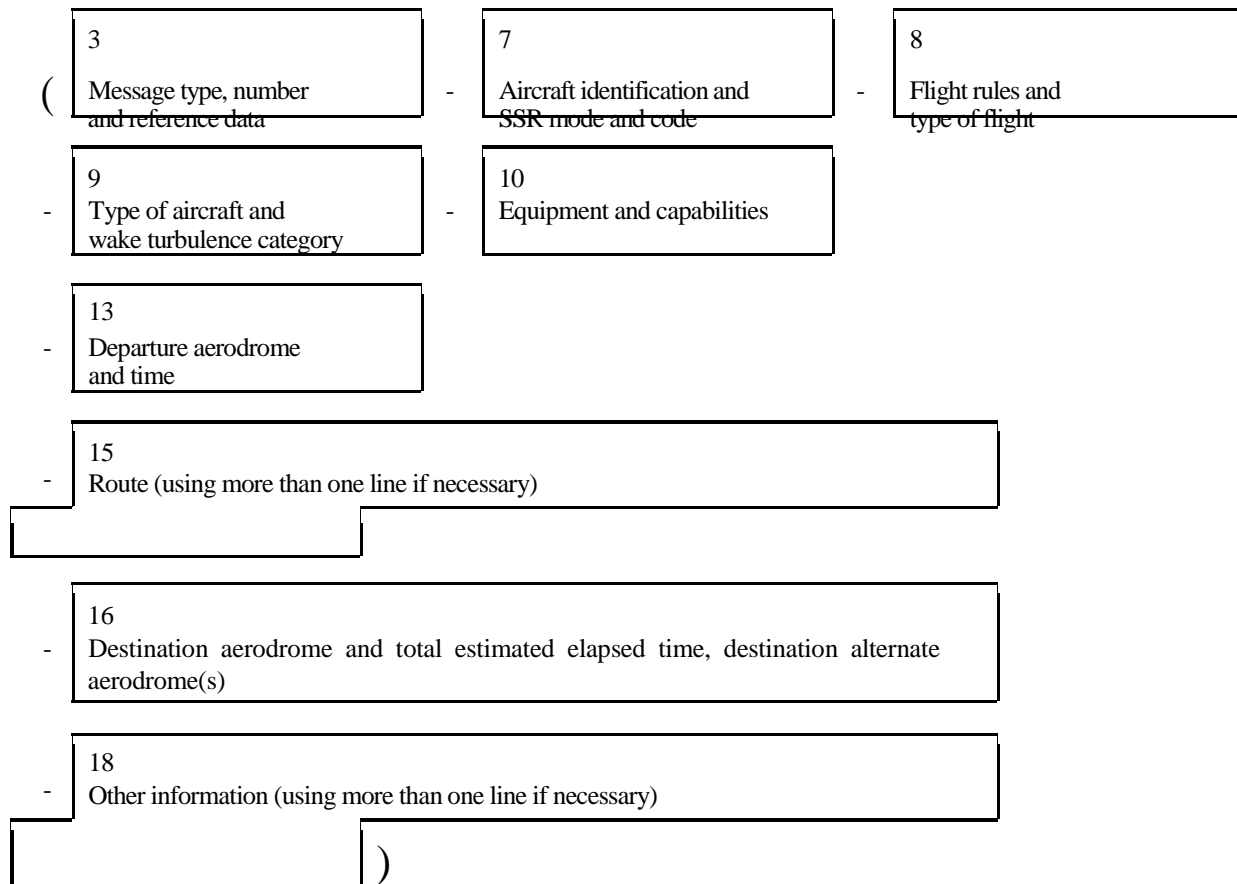 3 7 8
( Message type, number - Aircraft identification and - Flight rules and
and reference data SSR mode and code type of flight
9 10
- Type of aircraft and - Equipment and capabilities
wake turbulence category
13
- Departure aerodrome
and time
15
- Route (using more than one line if necessary)
16
- Destination aerodrome and total estimated elapsed time, destination alternate
aerodrome(s)
18
- Other information (using more than one line if necessary)
)